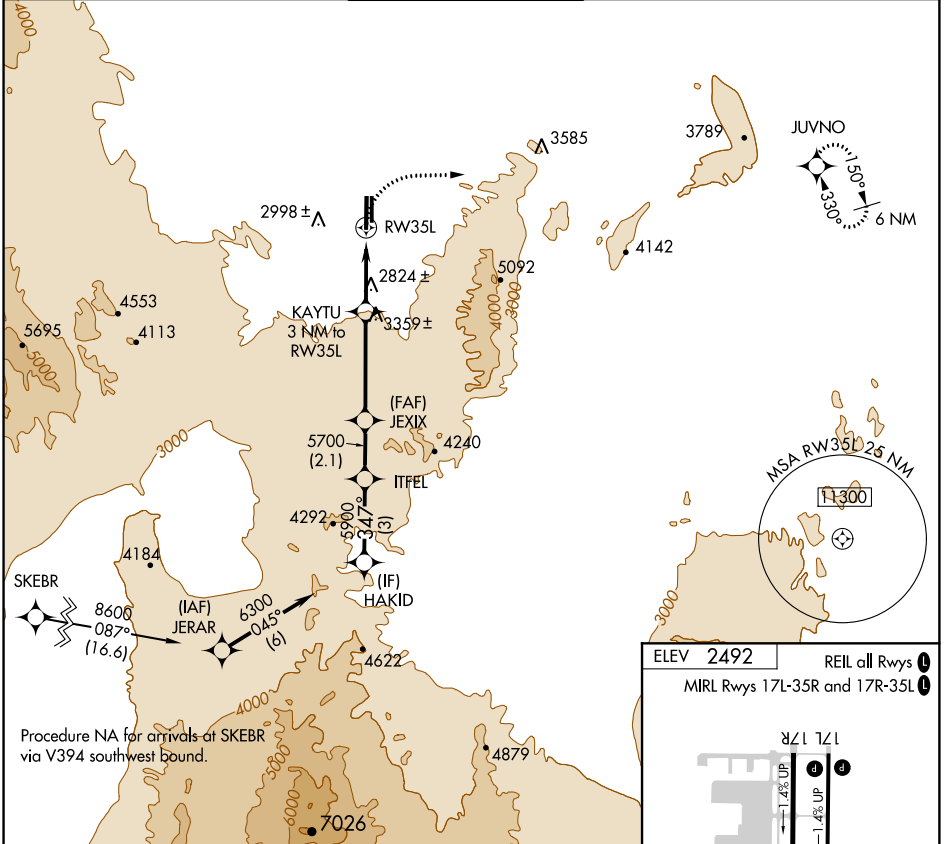 4000
3585
3789
JUVNO
150°
330°
6 NM
2998 ±
RW35L
4142
2824 ±
5092
4000
3000
4553
KAYTU
3 NM to
RW35L
3359±
5695
4113
5000
(FAF)
JEXIX
3000
5700
(2.1)
4240
ITFEL
MSA RW35L 25 NM
11300
4292
5900
347°
(3)
4184
SKEBR
(IF)
HAKID
8600
087°
(16.6)
(IAF)
JERAR
6300
045°
(6)
3000
4622
ELEV 2492
REIL all Rwys L
MIRL Rwys 17L-35R and 17R-35L L
4000
Procedure NA for arrivals at SKEBR
via V394 southwest bound.
5000
4879
17R
17L
P
P
1.4% UP
1.4% UP
6000
7026